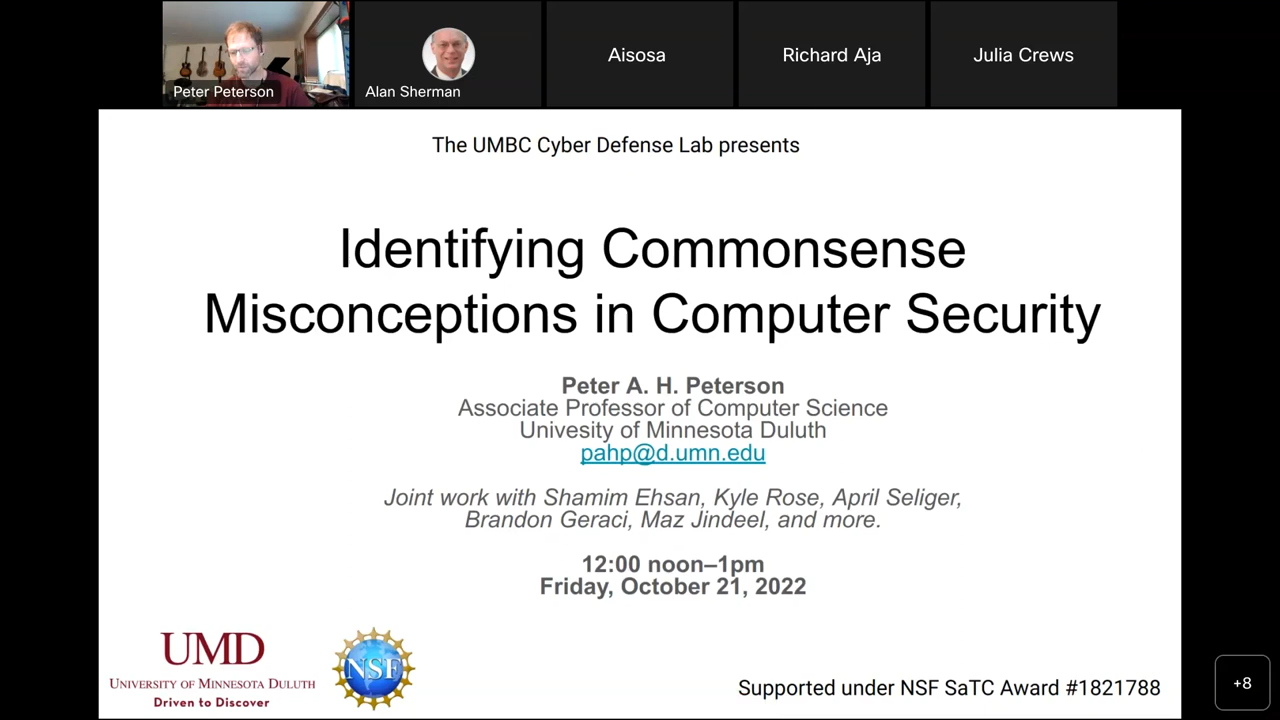 Peter Peterson
Alan Sherman
Aisosa
Richard Aja
Julia Crews
The UMBC Cyber Defense Lab presents
Identifying Commonsense
Misconceptions in Computer Security
Peter A. H. Peterson
Associate Professor of Computer Science
Univesity of Minnesota Duluth
pahp@d.umn.edu
Joint work with Shamim Ehsan, Kyle Rose, April Seliger,
Brandon Geraci, Maz Jindeel, and more.
12:00 noon–1pm
Friday, October 21, 2022
UMD
UNIVERSITY OF MINNESOTA DULUTH
Driven to Discover
NSF
Supported under NSF SaTC Award #1821788
+8